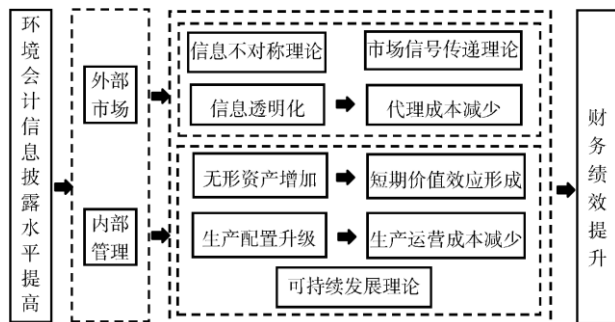 环境会计信息披露水平提高
外部
市场
内部
管理
信息不对称理论
市场信号传递理论
信息透明化
代理成本减少
无形资产增加
短期价值效应形成
生产配置升级
生产运营成本减少
可持续发展理论
财务绩效提升